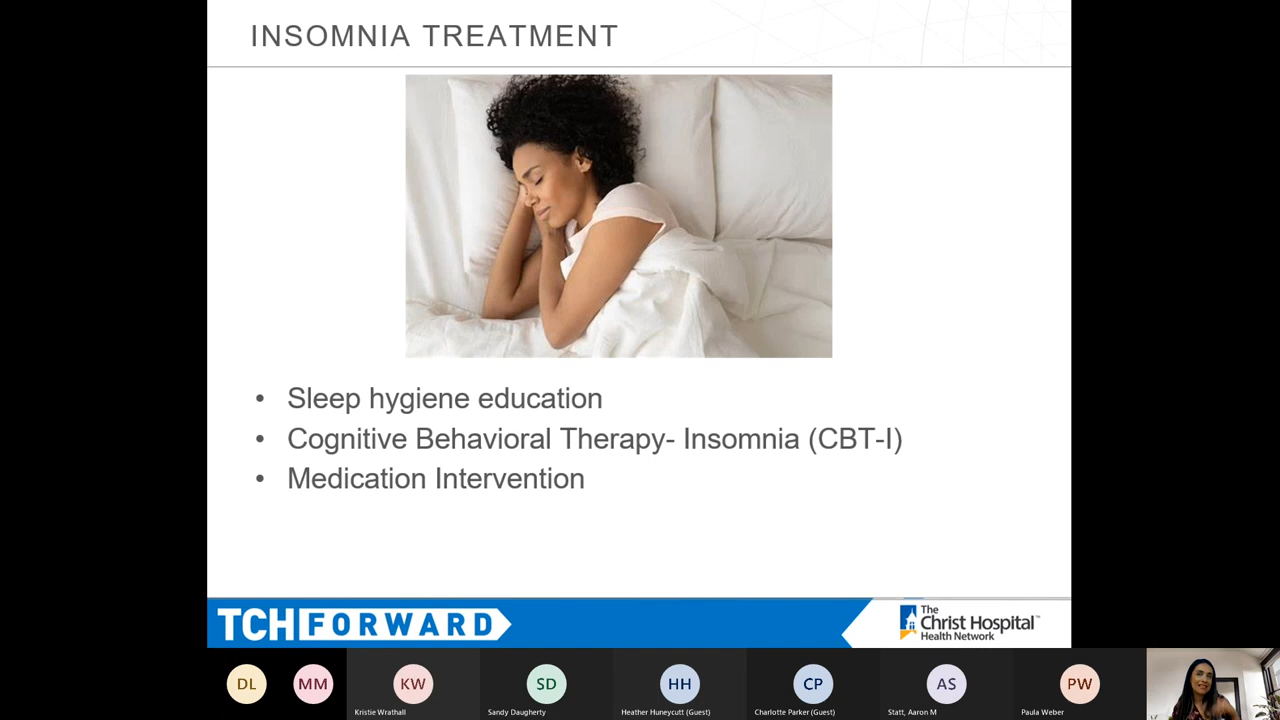 INSOMNIA TREATMENT
• Sleep hygiene education
• Cognitive Behavioral Therapy- Insomnia (CBT-I)
• Medication Intervention
TCH FORWARD
The
Christ Hospital™
Health Network
DL
MM
KW
SD
HH
CP
AS
PW
Kristie Wrathall
Sandy Daugherty
Heather Huneycutt (Guest)
Charlotte Parker (Guest)
Statt, Aaron M
Paula Weber